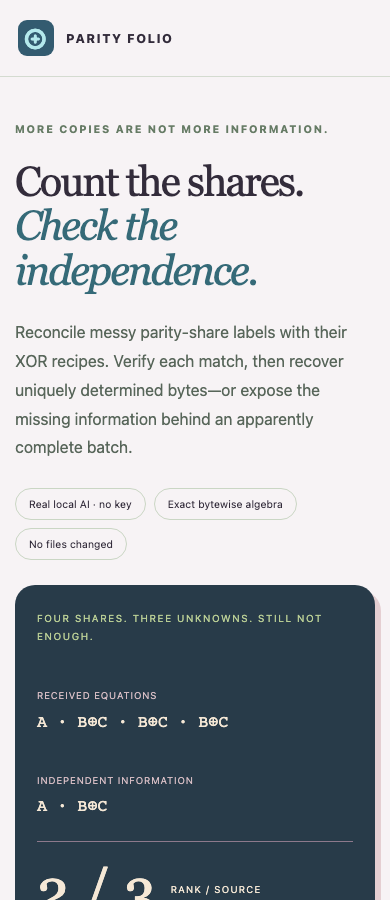 PARITY FOLIO
MORE COPIES ARE NOT MORE INFORMATION.
Count the shares.
Check the
independence.
Reconcile messy parity-share labels with their
XOR recipes. Verify each match, then recover
uniquely determined bytes—or expose the
missing information behind an apparently
complete batch.
Real local AI · no key
Exact bytewise algebra
No files changed
FOUR SHARES. THREE UNKNOWNS. STILL NOT
ENOUGH.
RECEIVED EQUATIONS
A · B⊕C · B⊕C · B⊕C
INDEPENDENT INFORMATION
A · B⊕C
2 / 3 RANK / SOURCE